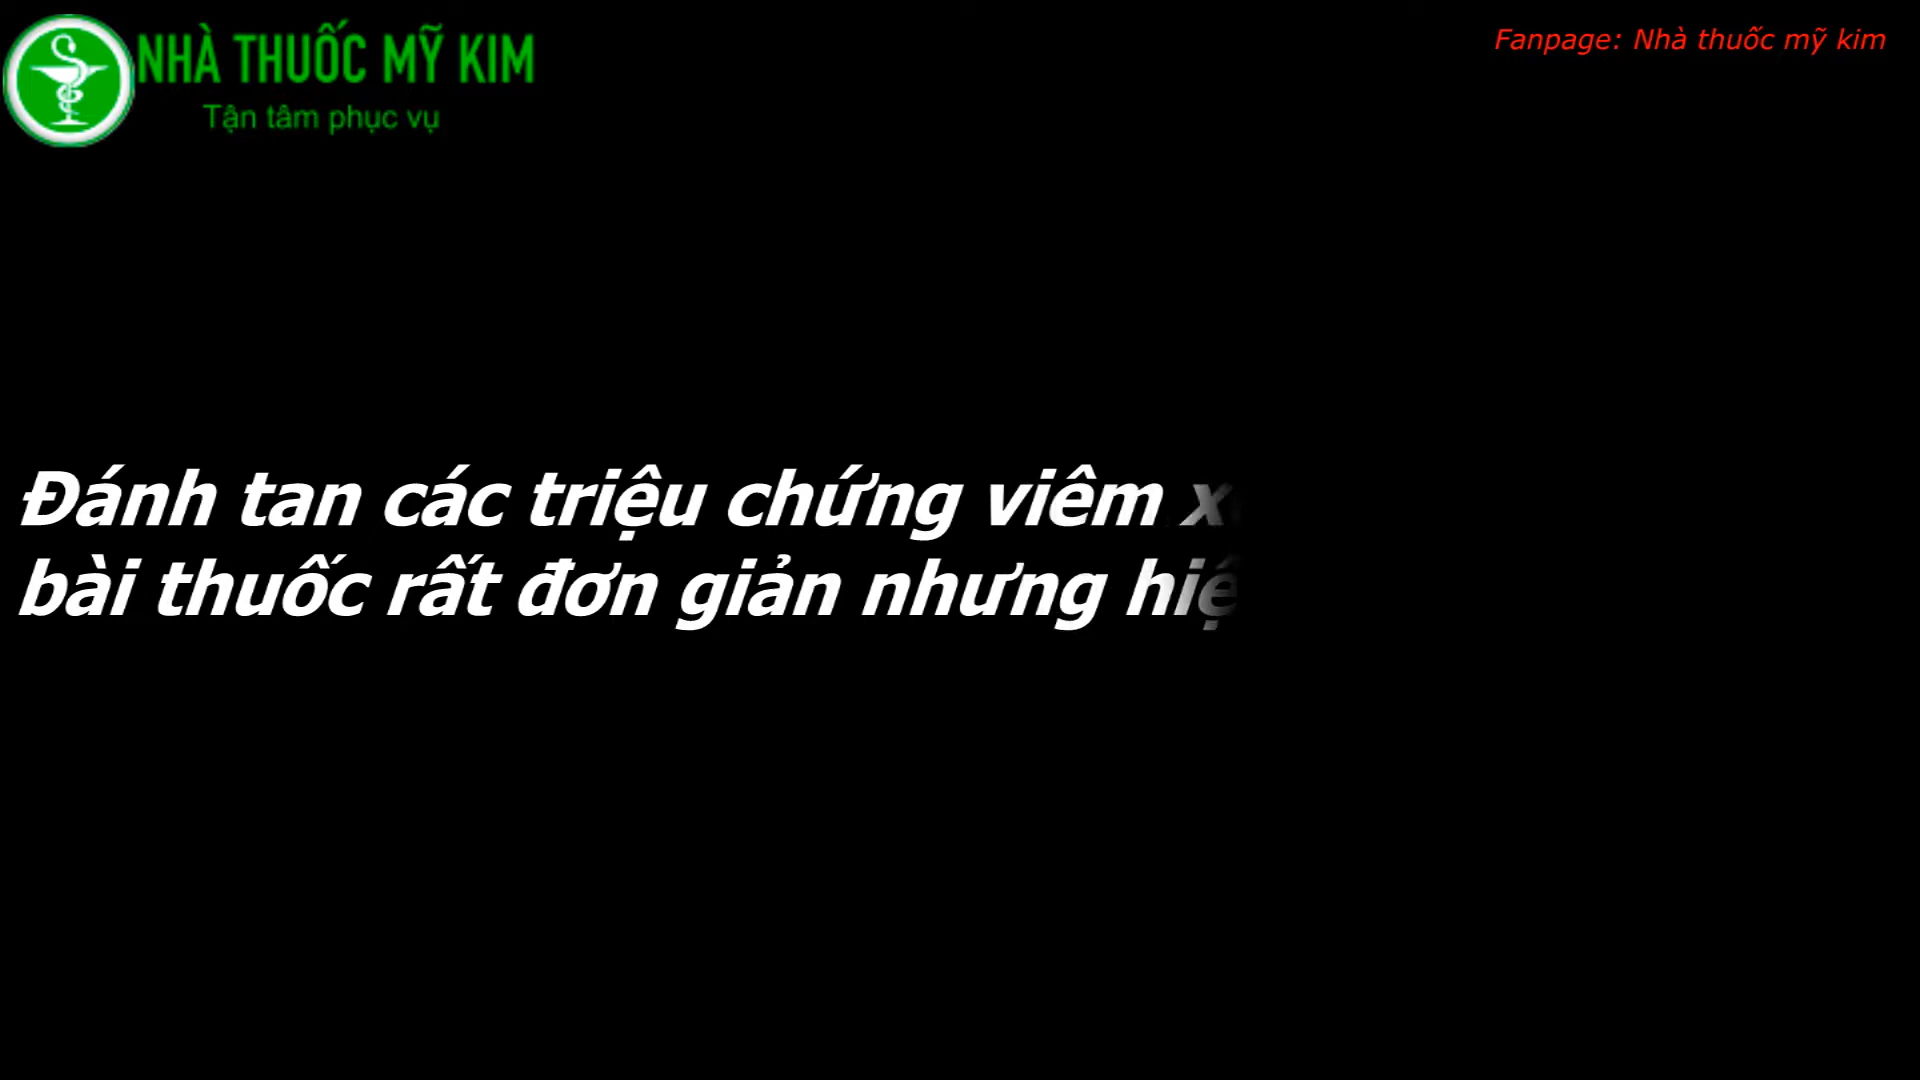 NHÀ THUỐC MỸ KIM
Tận tâm phục vụ
Fanpage: Nhà thuốc mỹ kim
Đánh tan các triệu chứng viêm
bài thuốc rất đơn giản nhưng